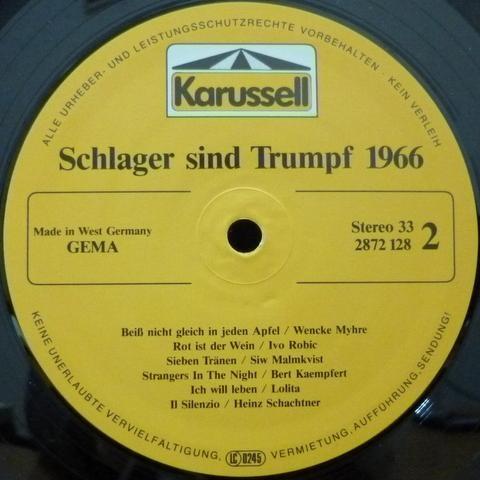 ALLE URHEBER- UND LEISTUNGSSCHUTZRECHTE VORBEHALTEN · KEIN VERLEIH
Karussell
Schlager sind Trumpf 1966
Made in West Germany
GEMA
Stereo 33
2872 128
2
Beiß nicht gleich in jeden Apfel / Wencke Myhre
Rot ist der Wein / Ivo Robic
Sieben Tränen / Siw Malmkvist
Strangers In The Night / Bert Kaempfert
Ich will leben / Lolita
Il Silenzio / Heinz Schachtner
KEINE UNERLAUBTE VERVIELFÄLTIGUNG, VERMIETUNG, AUFFÜHRUNG, SENDUNG!
LC 0245